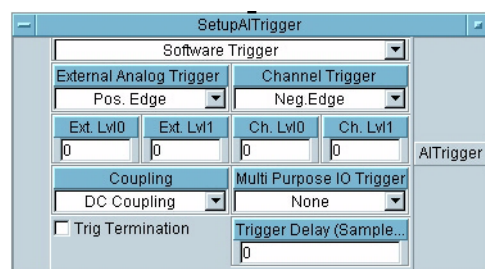 SetupAITrigger
Software Trigger
External Analog Trigger Channel Trigger
Pos. Edge Neg.Edge
Ext. Lvl0 Ext. Lvl1 Ch. Lvl0 Ch. Lvl1
0 0 0 0
AITrigger
Coupling Multi Purpose IO Trigger
DC Coupling None
Trig Termination Trigger Delay (Sample...
0